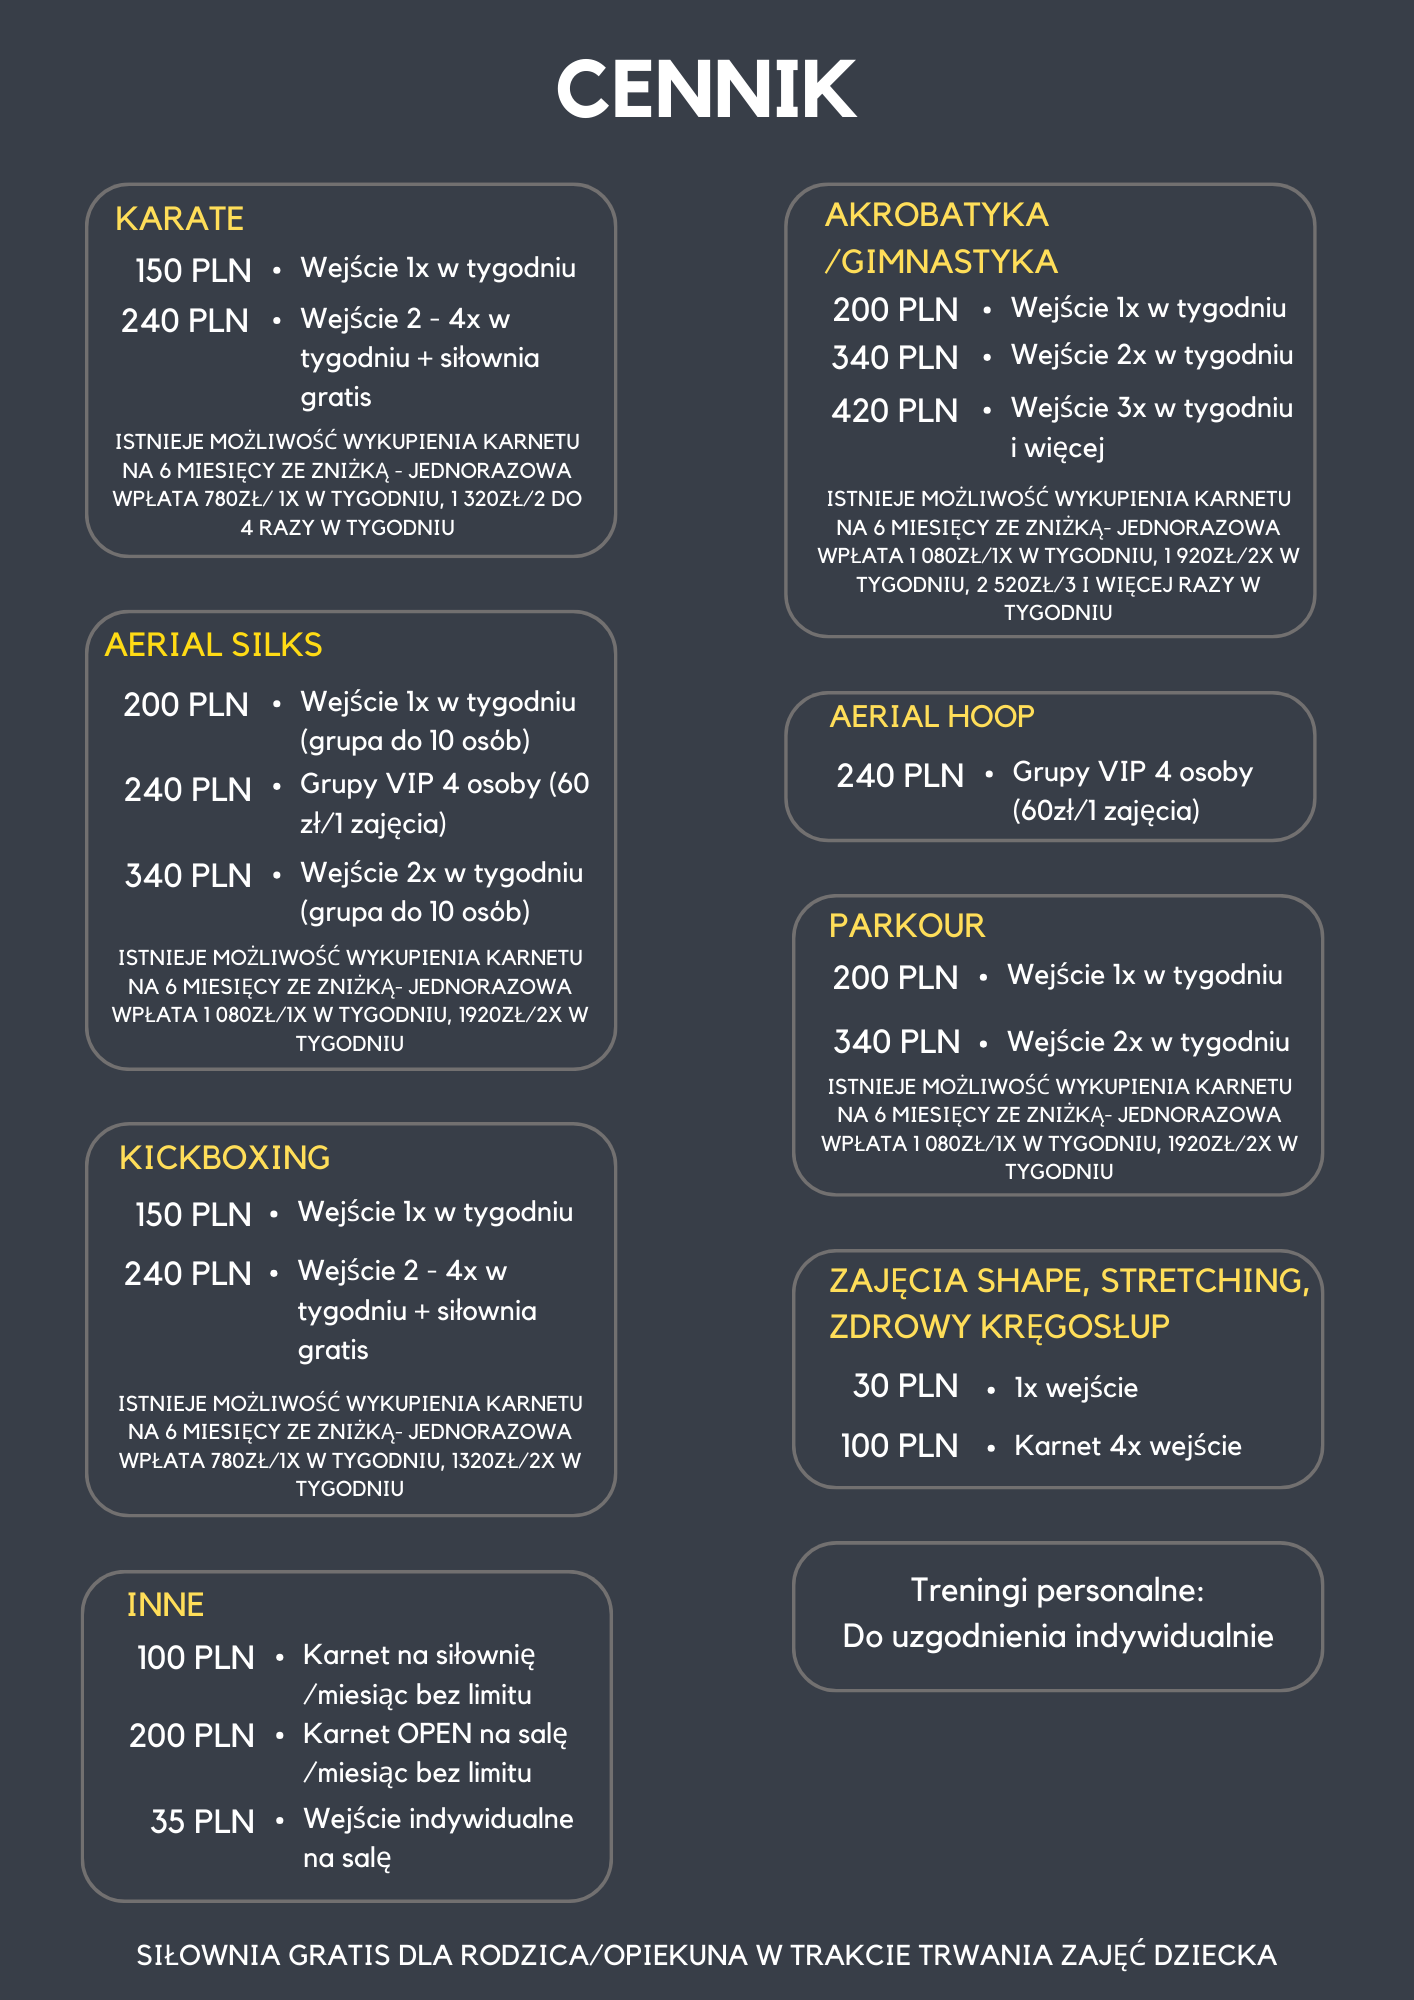 CENNIK
KARATE
150 PLN • Wejście 1x w tygodniu
240 PLN • Wejście 2 - 4x w
tygodniu + siłownia
gratis
ISTNIEJE MOŻLIWOŚĆ WYKUPIENIA KARNETU
NA 6 MIESIĘCY ZE ZNIŻKĄ - JEDNORAZOWA
WPŁATA 780ZŁ/ 1X W TYGODNIU, 1 320ZŁ/2 DO
4 RAZY W TYGODNIU
AERIAL SILKS
200 PLN • Wejście 1x w tygodniu
(grupa do 10 osób)
240 PLN • Grupy VIP 4 osoby (60
zł/1 zajęcia)
340 PLN • Wejście 2x w tygodniu
(grupa do 10 osób)
ISTNIEJE MOŻLIWOŚĆ WYKUPIENIA KARNETU
NA 6 MIESIĘCY ZE ZNIŻKĄ- JEDNORAZOWA
WPŁATA 1 080ZŁ/1X W TYGODNIU, 1920ZŁ/2X W
TYGODNIU
KICKBOXING
150 PLN • Wejście 1x w tygodniu
240 PLN • Wejście 2 - 4x w
tygodniu + siłownia
gratis
ISTNIEJE MOŻLIWOŚĆ WYKUPIENIA KARNETU
NA 6 MIESIĘCY ZE ZNIŻKĄ- JEDNORAZOWA
WPŁATA 780ZŁ/1X W TYGODNIU, 1320ZŁ/2X W
TYGODNIU
INNE
100 PLN • Karnet na siłownię
/miesiąc bez limitu
200 PLN • Karnet OPEN na salę
/miesiąc bez limitu
35 PLN • Wejście indywidualne
na salę
AKROBATYKA
/GIMNASTYKA
200 PLN • Wejście 1x w tygodniu
340 PLN • Wejście 2x w tygodniu
420 PLN • Wejście 3x w tygodniu
i więcej
ISTNIEJE MOŻLIWOŚĆ WYKUPIENIA KARNETU
NA 6 MIESIĘCY ZE ZNIŻKĄ- JEDNORAZOWA
WPŁATA 1 080ZŁ/1X W TYGODNIU, 1 920ZŁ/2X W
TYGODNIU, 2 520ZŁ/3 I WIĘCEJ RAZY W
TYGODNIU
AERIAL HOOP
240 PLN • Grupy VIP 4 osoby
(60zł/1 zajęcia)
PARKOUR
200 PLN • Wejście 1x w tygodniu
340 PLN • Wejście 2x w tygodniu
ISTNIEJE MOŻLIWOŚĆ WYKUPIENIA KARNETU
NA 6 MIESIĘCY ZE ZNIŻKĄ- JEDNORAZOWA
WPŁATA 1 080ZŁ/1X W TYGODNIU, 1920ZŁ/2X W
TYGODNIU
ZAJĘCIA SHAPE, STRETCHING,
ZDROWY KRĘGOSŁUP
30 PLN • 1x wejście
100 PLN • Karnet 4x wejście
Treningi personalne:
Do uzgodnienia indywidualnie
SIŁOWNIA GRATIS DLA RODZICA/OPIEKUNA W TRAKCIE TRWANIA ZAJĘĆ DZIECKA